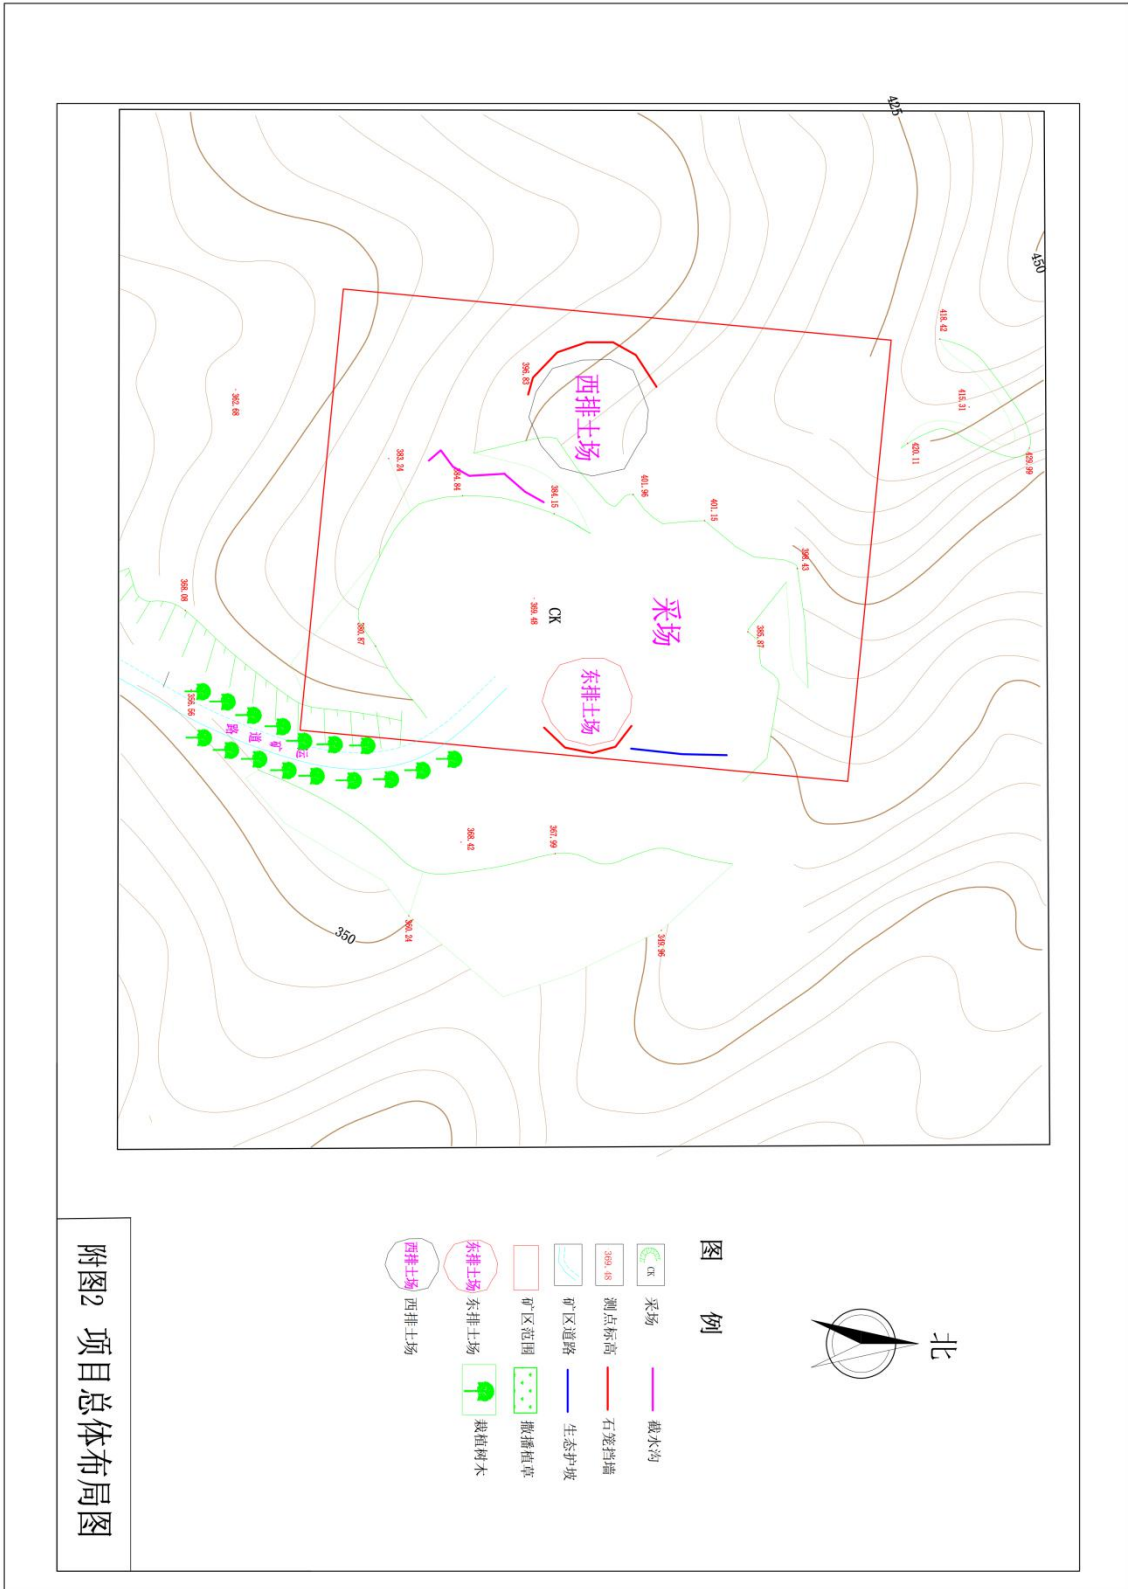 425
450
418.42
415.31
420.11
429.99
396.83
西排土场
362.68
383.24
384.84
384.15
401.96
401.15
398.43
采场
CK
369.48
385.87
380.87
368.08
东排土场
356.56
运矿道路
368.42
367.99
350
360.24
349.96
北
图 例
CK 采场
369.48 测点标高
矿区道路
矿区范围
东排土场 东排土场
西排土场 西排土场
截水沟
石笼挡墙
生态护坡
撒播植草
栽植树木
附图2 项目总体布局图